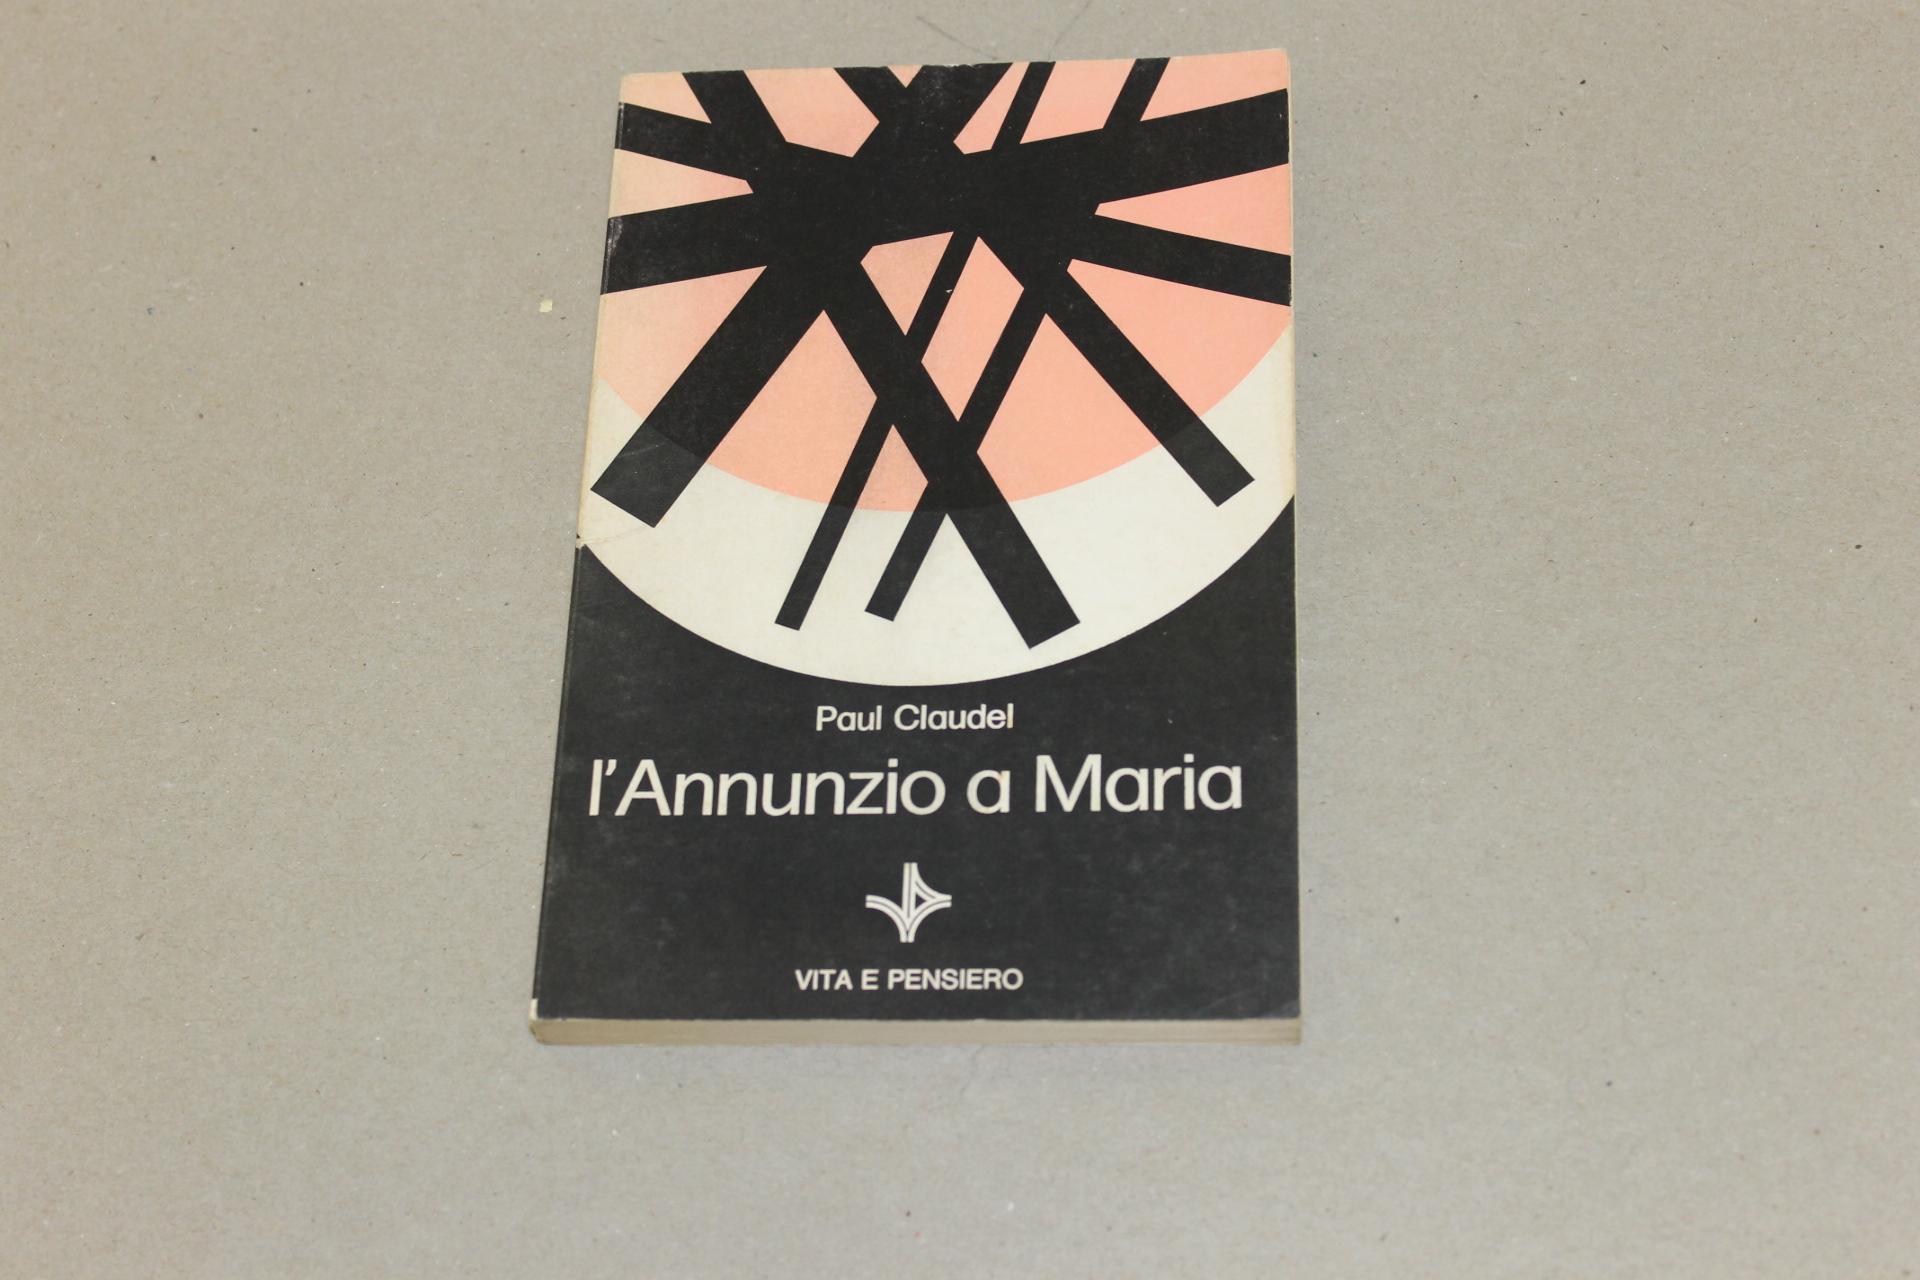 Paul Claudel
l'Annunzio a Maria
VITA E PENSIERO